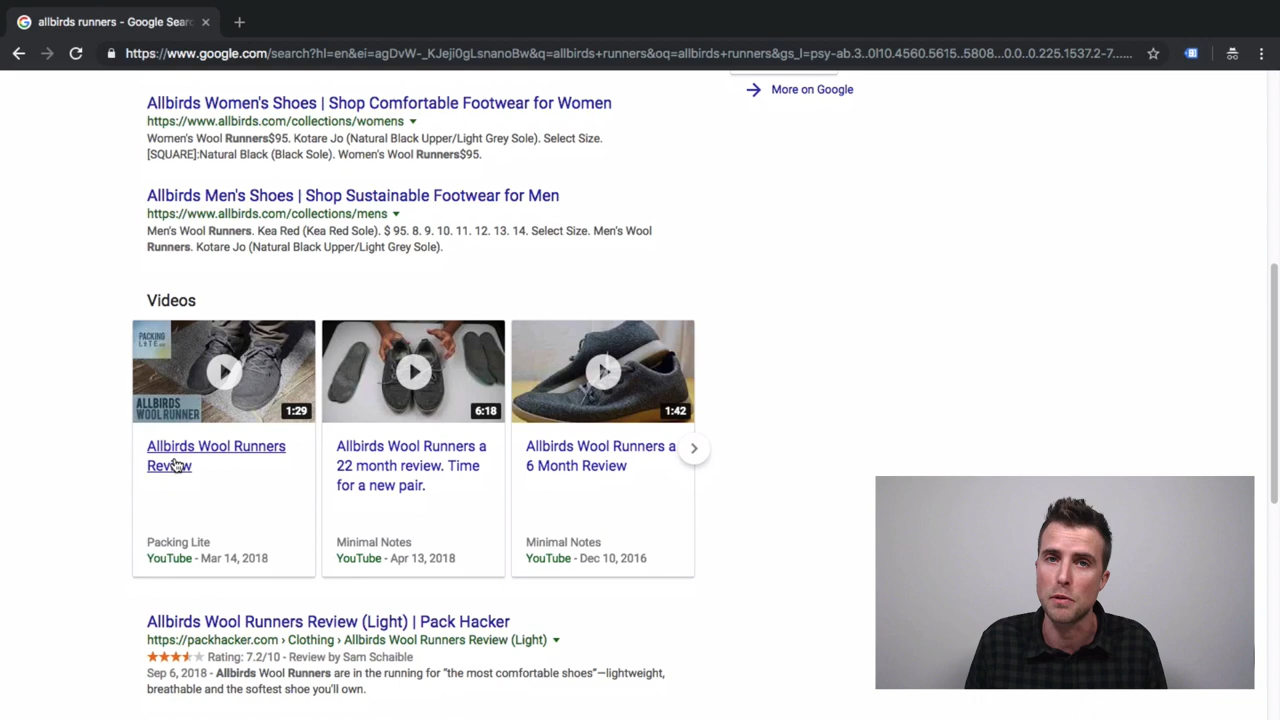 allbirds runners - Google Sear
https://www.google.com/search?hl=en&ei=agDvW-_KJeji0gLsnanoBw&q=allbirds+runners&oq=allbirds+runners&gs_l=psy-ab.3..0l10.4560.5615..5808...0.0..0.225.1537.2-7......
More on Google
Allbirds Women's Shoes | Shop Comfortable Footwear for Women
https://www.allbirds.com/collections/womens
Women's Wool Runners$95. Kotare Jo (Natural Black Upper/Light Grey Sole). Select Size.
[SQUARE]:Natural Black (Black Sole). Women's Wool Runners$95.
Allbirds Men's Shoes | Shop Sustainable Footwear for Men
https://www.allbirds.com/collections/mens
Men's Wool Runners. Kea Red (Kea Red Sole). $ 95. 8. 9. 10. 11. 12. 13. 14. Select Size. Men's Wool
Runners. Kotare Jo (Natural Black Upper/Light Grey Sole).
Videos
PACKING
LITE
ALLBIRDS
WOOL RUNNER
1:29
Allbirds Wool Runners
Review
Packing Lite
YouTube - Mar 14, 2018
6:18
Allbirds Wool Runners a
22 month review. Time
for a new pair.
Minimal Notes
YouTube - Apr 13, 2018
1:42
Allbirds Wool Runners a
6 Month Review
Minimal Notes
YouTube - Dec 10, 2016
Allbirds Wool Runners Review (Light) | Pack Hacker
https://packhacker.com › Clothing › Allbirds Wool Runners Review (Light)
Rating: 7.2/10 - Review by Sam Schaible
Sep 6, 2018 - Allbirds Wool Runners are in the running for "the most comfortable shoes"—lightweight,
breathable and the softest shoe you'll own.